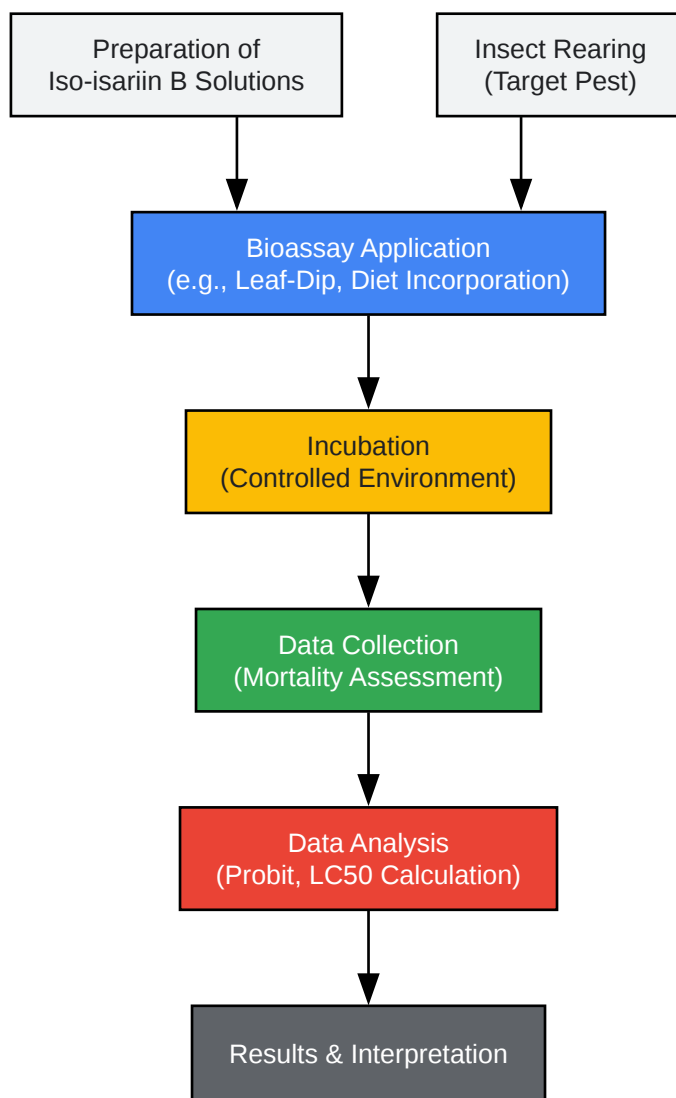 Preparation of
Iso-isariin B Solutions
Insect Rearing
(Target Pest)
Bioassay Application
(e.g., Leaf-Dip, Diet Incorporation)
Incubation
(Controlled Environment)
Data Collection
(Mortality Assessment)
Data Analysis
(Probit, LC50 Calculation)
Results & Interpretation